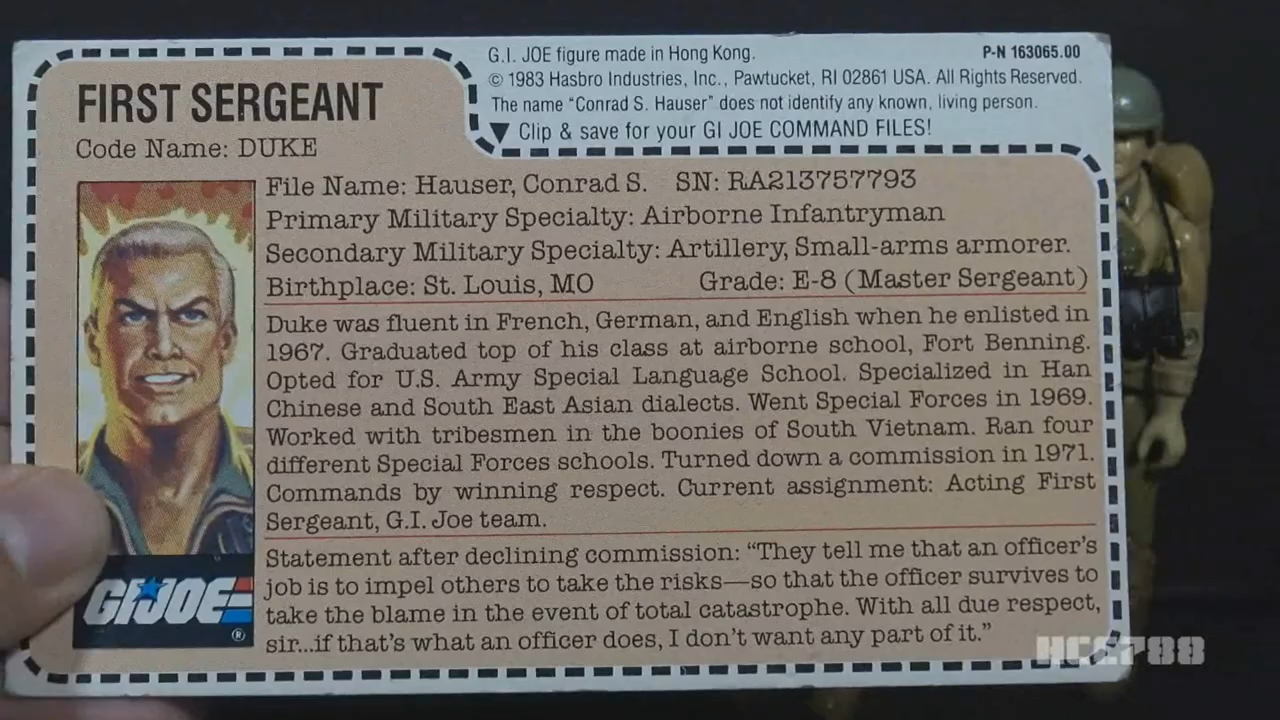 G.I. JOE figure made in Hong Kong.
P-N 163065.00
© 1983 Hasbro Industries, Inc., Pawtucket, RI 02861 USA. All Rights Reserved.
The name “Conrad S. Hauser” does not identify any known, living person.
▼ Clip & save for your GI JOE COMMAND FILES!
FIRST SERGEANT
Code Name: DUKE
File Name: Hauser, Conrad S. SN: RA213757793
Primary Military Specialty: Airborne Infantryman
Secondary Military Specialty: Artillery, Small-arms armorer.
Birthplace: St. Louis, MO Grade: E-8 (Master Sergeant)
Duke was fluent in French, German, and English when he enlisted in
1967. Graduated top of his class at airborne school, Fort Benning.
Opted for U.S. Army Special Language School. Specialized in Han
Chinese and South East Asian dialects. Went Special Forces in 1969.
Worked with tribesmen in the boonies of South Vietnam. Ran four
different Special Forces schools. Turned down a commission in 1971.
Commands by winning respect. Current assignment: Acting First
Sergeant, G.I. Joe team.
Statement after declining commission: “They tell me that an officer's
job is to impel others to take the risks—so that the officer survives to
take the blame in the event of total catastrophe. With all due respect,
sir...if that's what an officer does, I don't want any part of it.”
GI JOE ®
HCC788